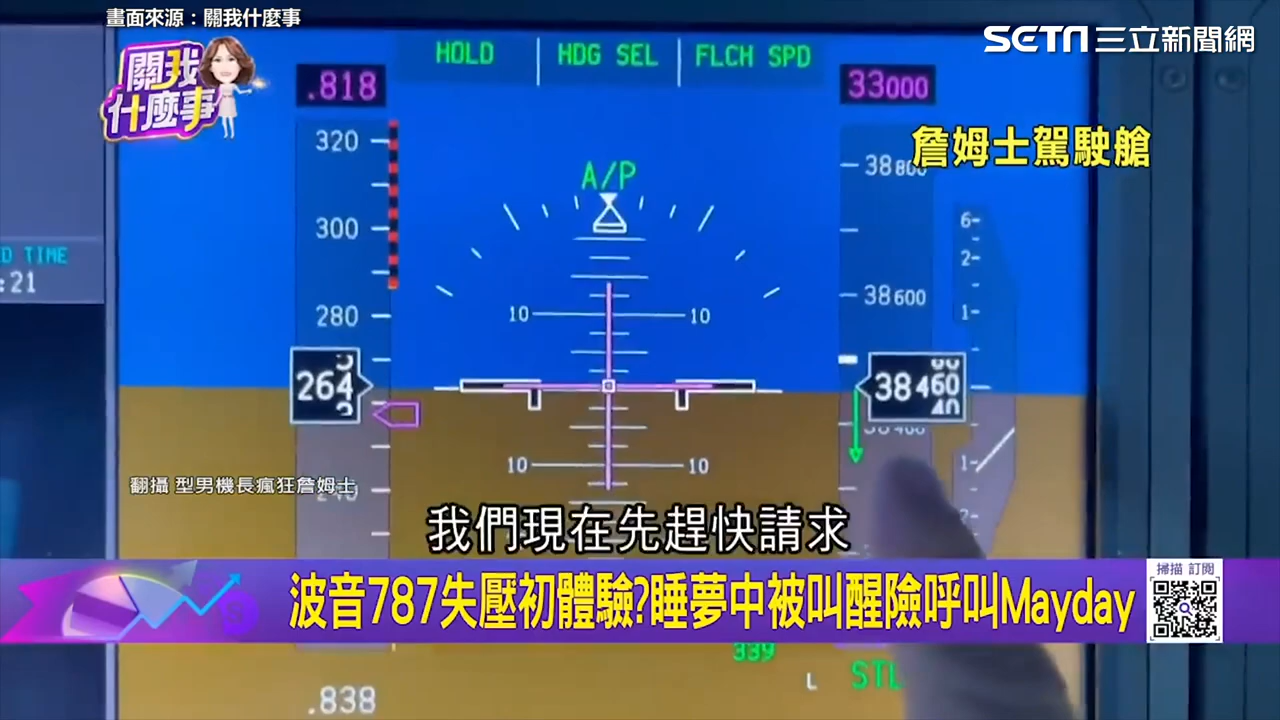 畫面來源：關我什麼事
SETN三立新聞網
關我什麼事
詹姆士駕駛艙
HOLD
HDG SEL
FLCH SPD
.818
33000
320
38800
A/P
6
300
2
D TIME
:21
38600
1
280
10
10
264
38460
翻攝 型男機長瘋狂詹姆士
10
10
1
2
我們現在先趕快請求
波音787失壓初體驗?睡夢中被叫醒險呼叫Mayday
掃描 訂閱
339
L
.838